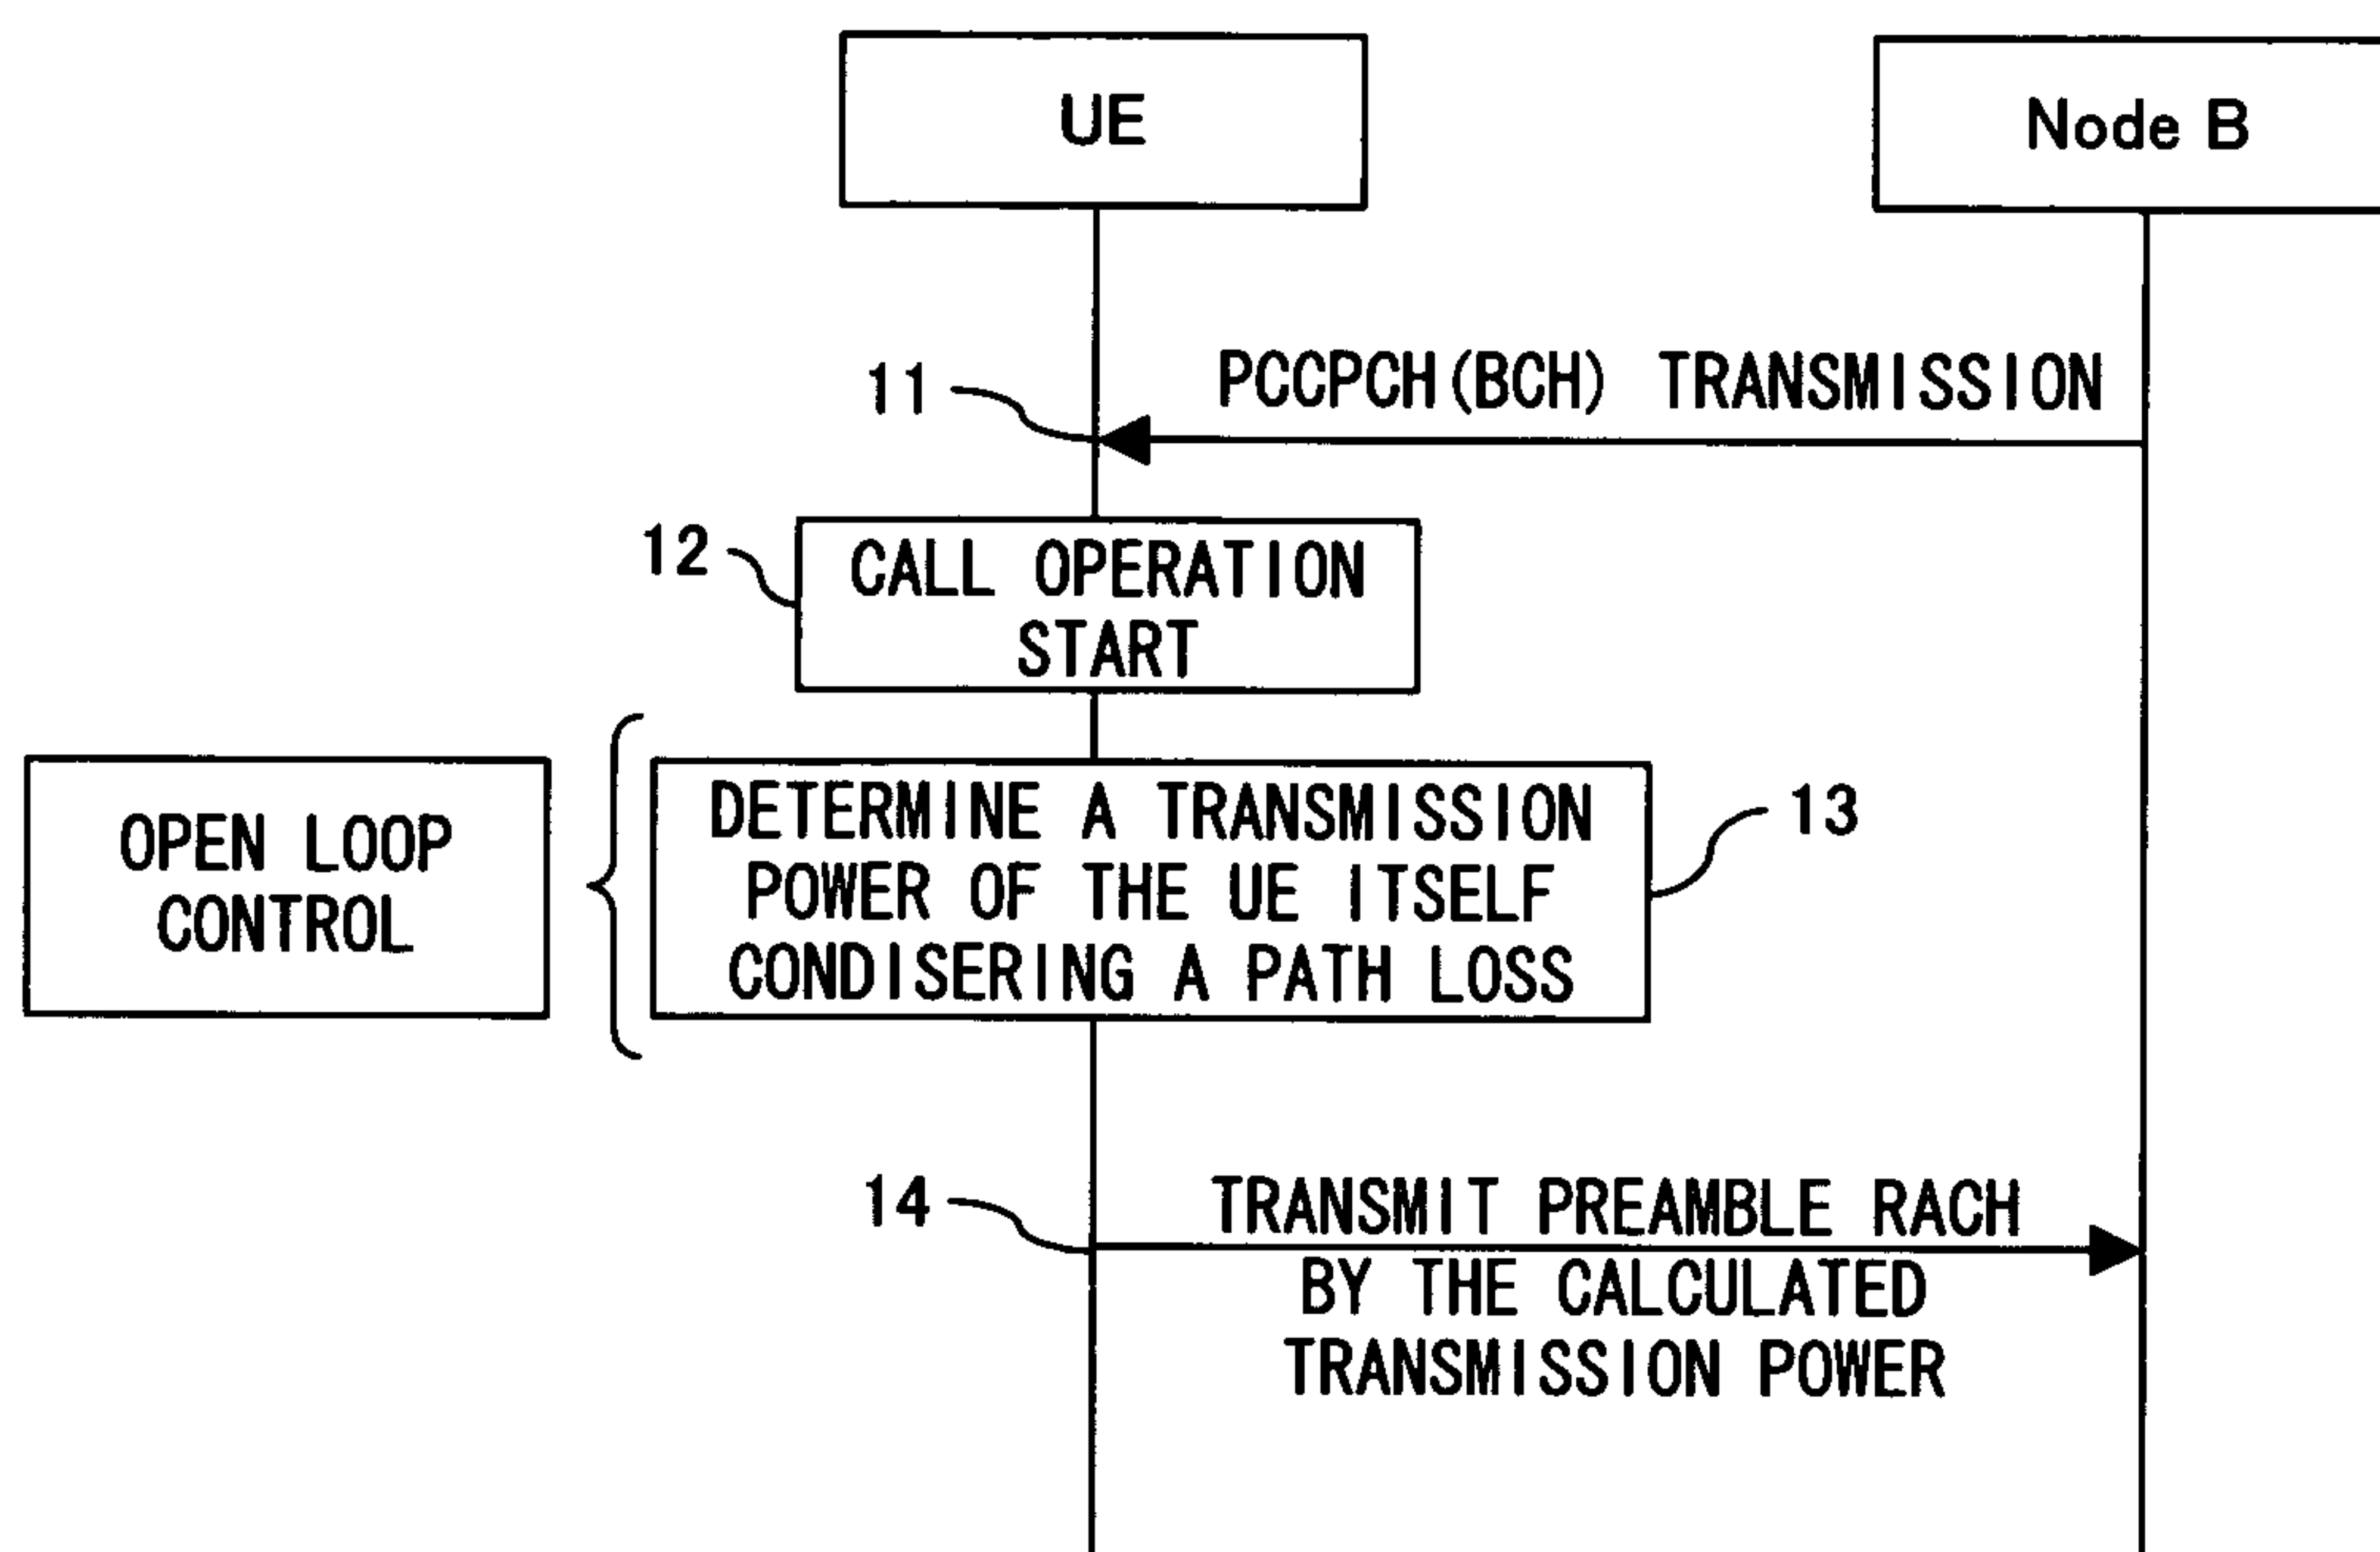 UE
Node B
11
PCCPCH(BCH) TRANSMISSION
12
CALL OPERATION
START
OPEN LOOP
CONTROL
DETERMINE A TRANSMISSION
POWER OF THE UE ITSELF
CONDISERING A PATH LOSS
13
14
TRANSMIT PREAMBLE RACH
BY THE CALCULATED
TRANSMISSION POWER